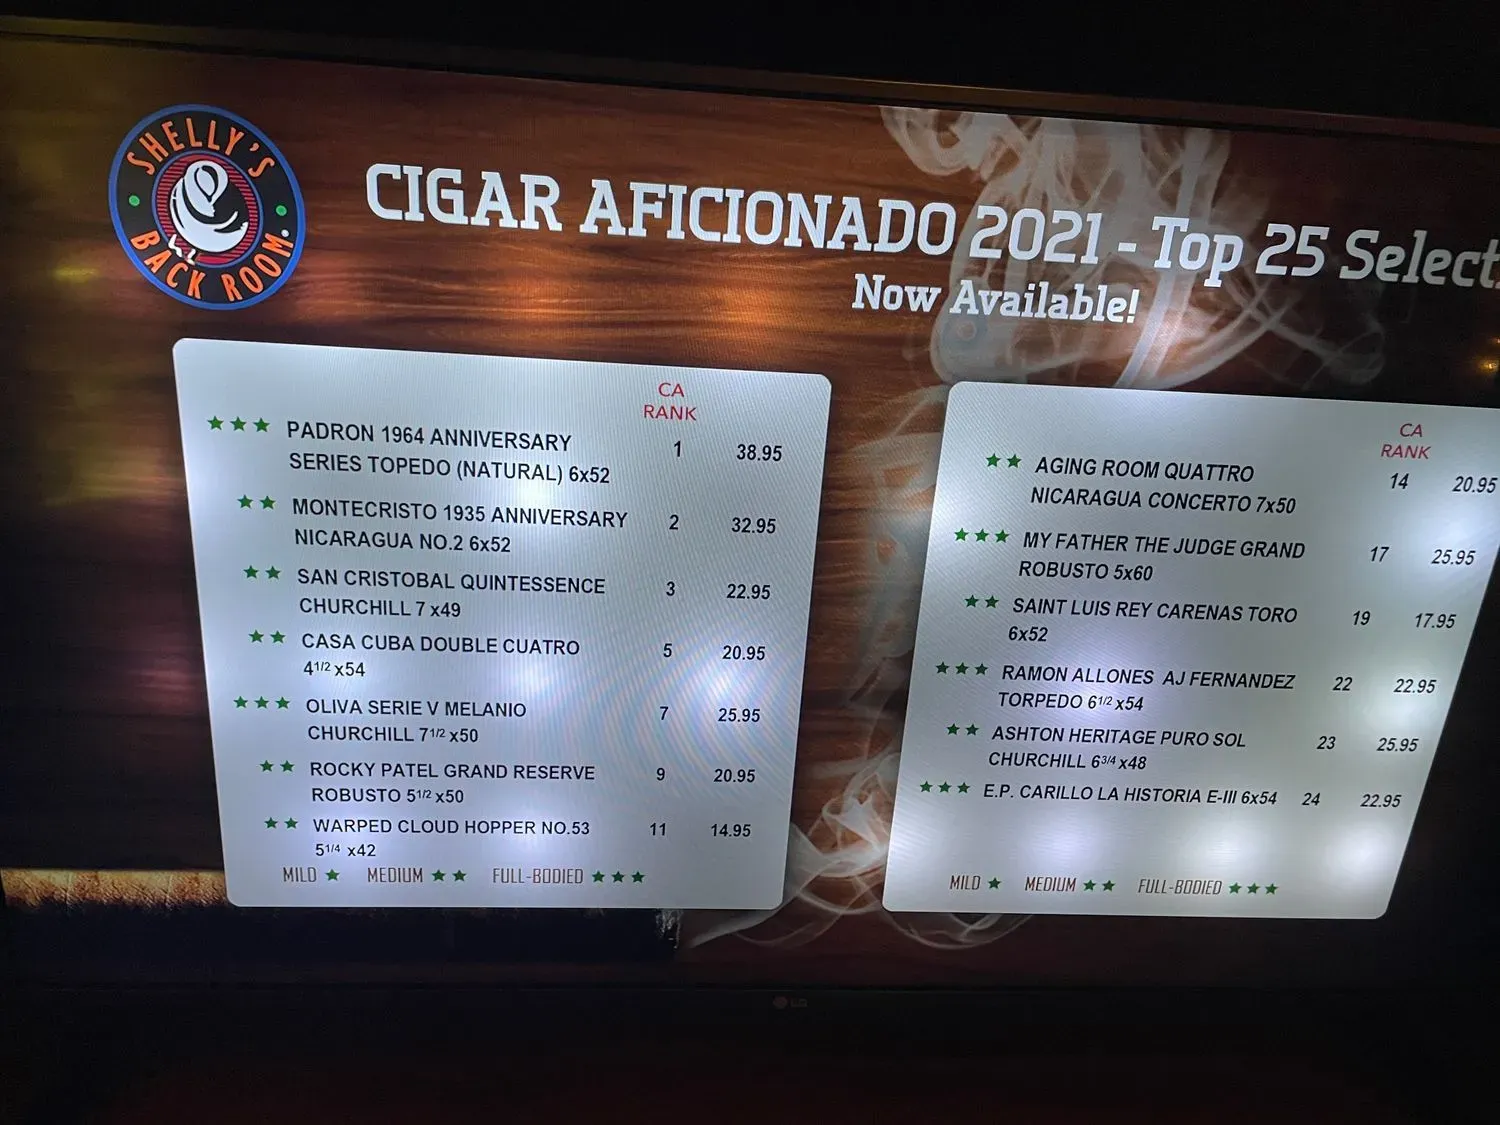 SHELLY'S
BACK ROOM.
CIGAR AFICIONADO 2021 - Top 25
Now Available!
CA
RANK
★★★ PADRON 1964 ANNIVERSARY 1 38.95
SERIES TOPEDO (NATURAL) 6x52
★★ MONTECRISTO 1935 ANNIVERSARY 2 32.95
NICARAGUA NO.2 6x52
★★ SAN CRISTOBAL QUINTESSENCE 3 22.95
CHURCHILL 7 x49
★★ CASA CUBA DOUBLE CUATRO 5 20.95
4 1/2 x54
★★★ OLIVA SERIE V MELANIO 7 25.95
CHURCHILL 7 1/2 x50
★★ ROCKY PATEL GRAND RESERVE 9 20.95
ROBUSTO 5 1/2 x50
★★ WARPED CLOUD HOPPER NO.53 11 14.95
5 1/4 x42
MILD ★ MEDIUM ★★ FULL-BODIED ★★★
CA
RANK
★★ AGING ROOM QUATTRO 14 20.95
NICARAGUA CONCERTO 7x50
★★★ MY FATHER THE JUDGE GRAND 17 25.95
ROBUSTO 5x60
★★ SAINT LUIS REY CARENAS TORO 19 17.95
6x52
★★★ RAMON ALLONES AJ FERNANDEZ 22 22.95
TORPEDO 6 1/2 x54
★★ ASHTON HERITAGE PURO SOL 23 25.95
CHURCHILL 6 3/4 x48
★★★ E.P. CARILLO LA HISTORIA E-III 6x54 24 22.95
MILD ★ MEDIUM ★★ FULL-BODIED ★★★
LG